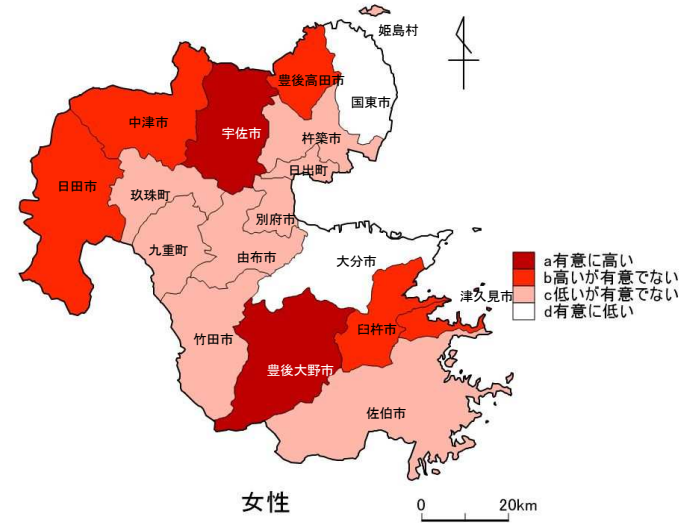 姫島村
豊後高田市
国東市
中津市
宇佐市
杵築市
日出町
日田市
玖珠町
別府市
九重町
由布市
大分市
a有意に高い
b高いが有意でない
c低いが有意でない
d有意に低い
津久見市
臼杵市
竹田市
豊後大野市
佐伯市
女性
0 20km